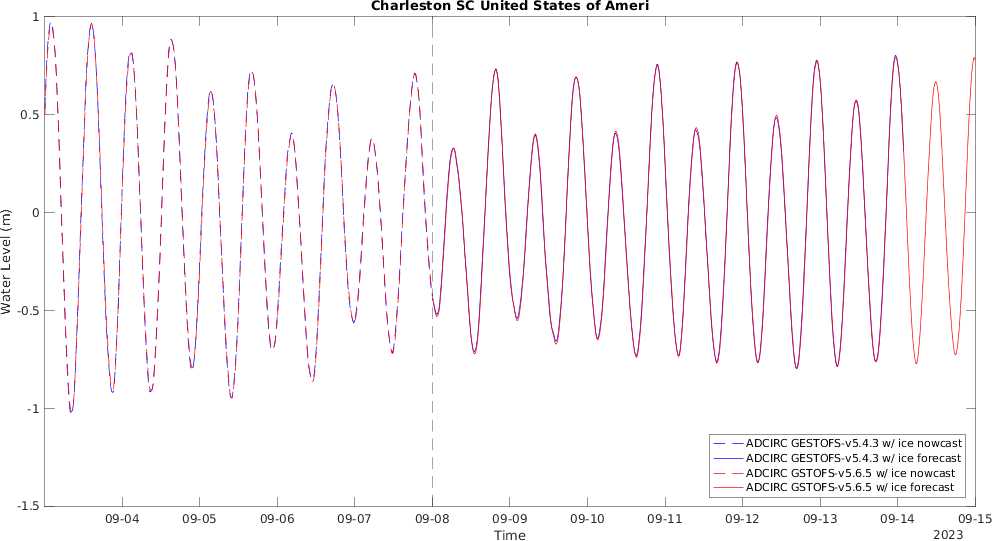 Charleston SC United States of Ameri
1
0.5
0
-0.5
-1
-1.5
Water Level (m)
ADCIRC GESTOFS-v5.4.3 w/ ice nowcast
ADCIRC GESTOFS-v5.4.3 w/ ice forecast
ADCIRC GSTOFS-v5.6.5 w/ ice nowcast
ADCIRC GSTOFS-v5.6.5 w/ ice forecast
09-04 09-05 09-06 09-07 09-08 09-09 09-10 09-11 09-12 09-13 09-14 09-15
Time
2023